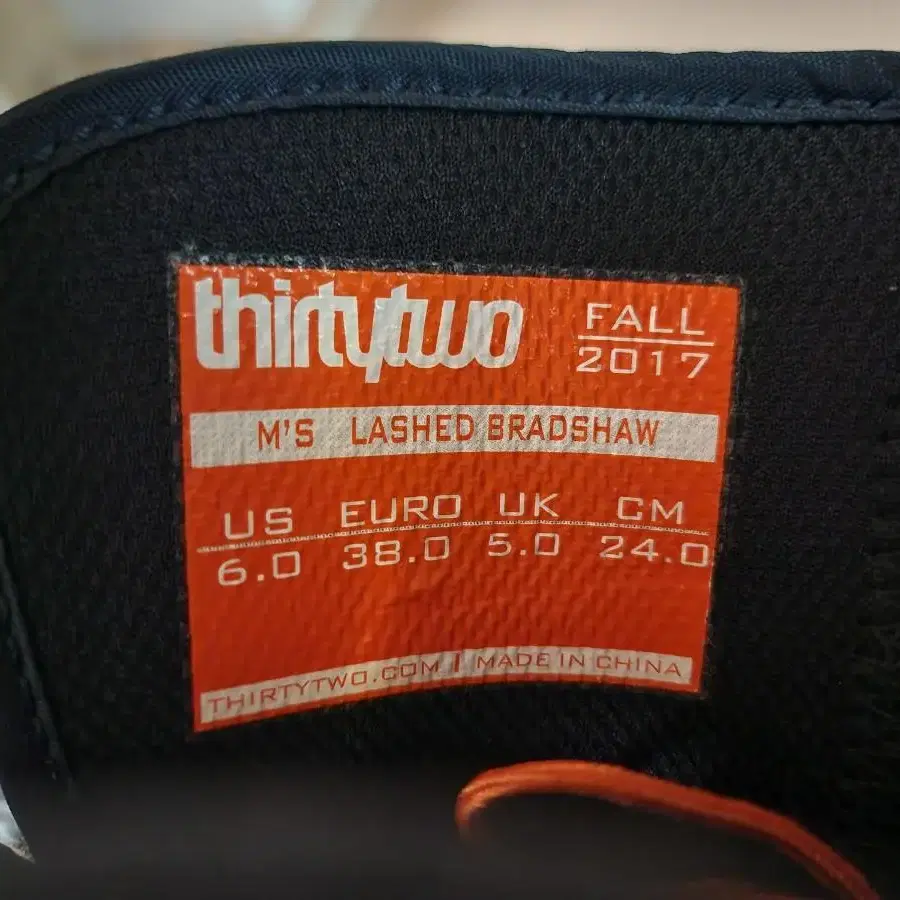 thirtytwo
FALL
2017
M'S LASHED BRADSHAW
US EURO UK CM
6.0 38.0 5.0 24.0
THIRTYTWO.COM | MADE IN CHINA